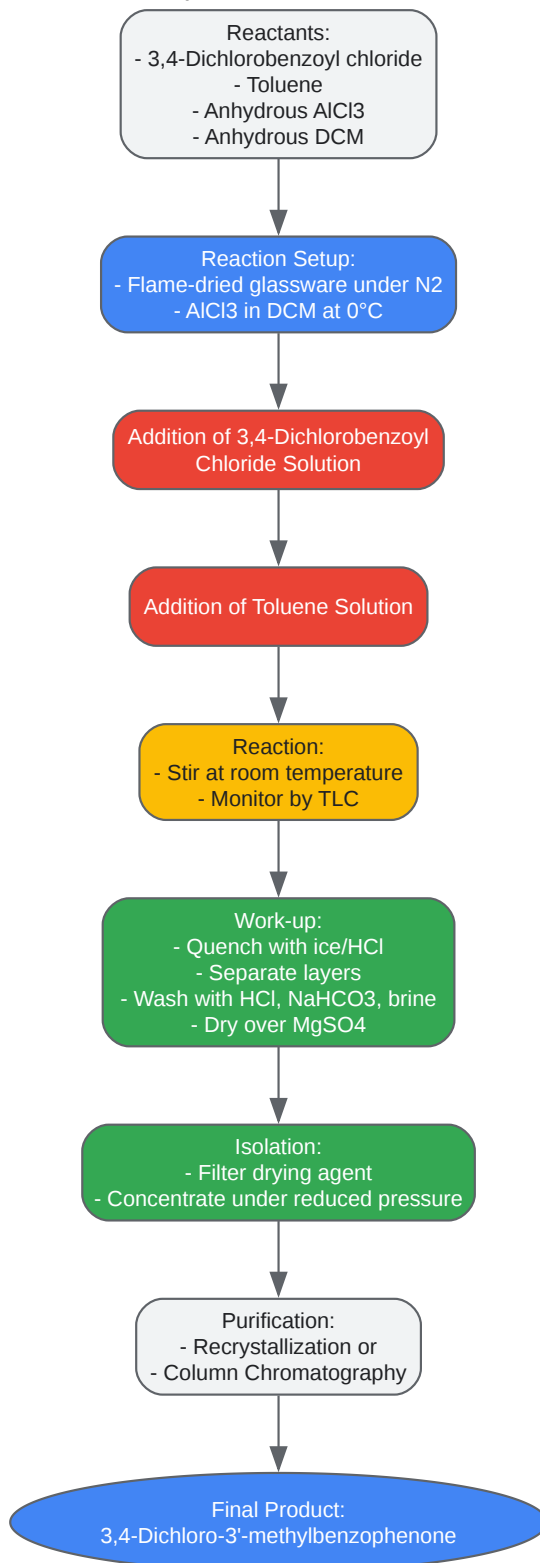 Reactants:
- 3,4-Dichlorobenzoyl chloride
- Toluene
- Anhydrous AlCl3
- Anhydrous DCM
Reaction Setup:
- Flame-dried glassware under N2
- AlCl3 in DCM at 0°C
Addition of 3,4-Dichlorobenzoyl
Chloride Solution
Addition of Toluene Solution
Reaction:
- Stir at room temperature
- Monitor by TLC
Work-up:
- Quench with ice/HCl
- Separate layers
- Wash with HCl, NaHCO3, brine
- Dry over MgSO4
Isolation:
- Filter drying agent
- Concentrate under reduced pressure
Purification:
- Recrystallization or
- Column Chromatography
Final Product:
3,4-Dichloro-3'-methylbenzophenone